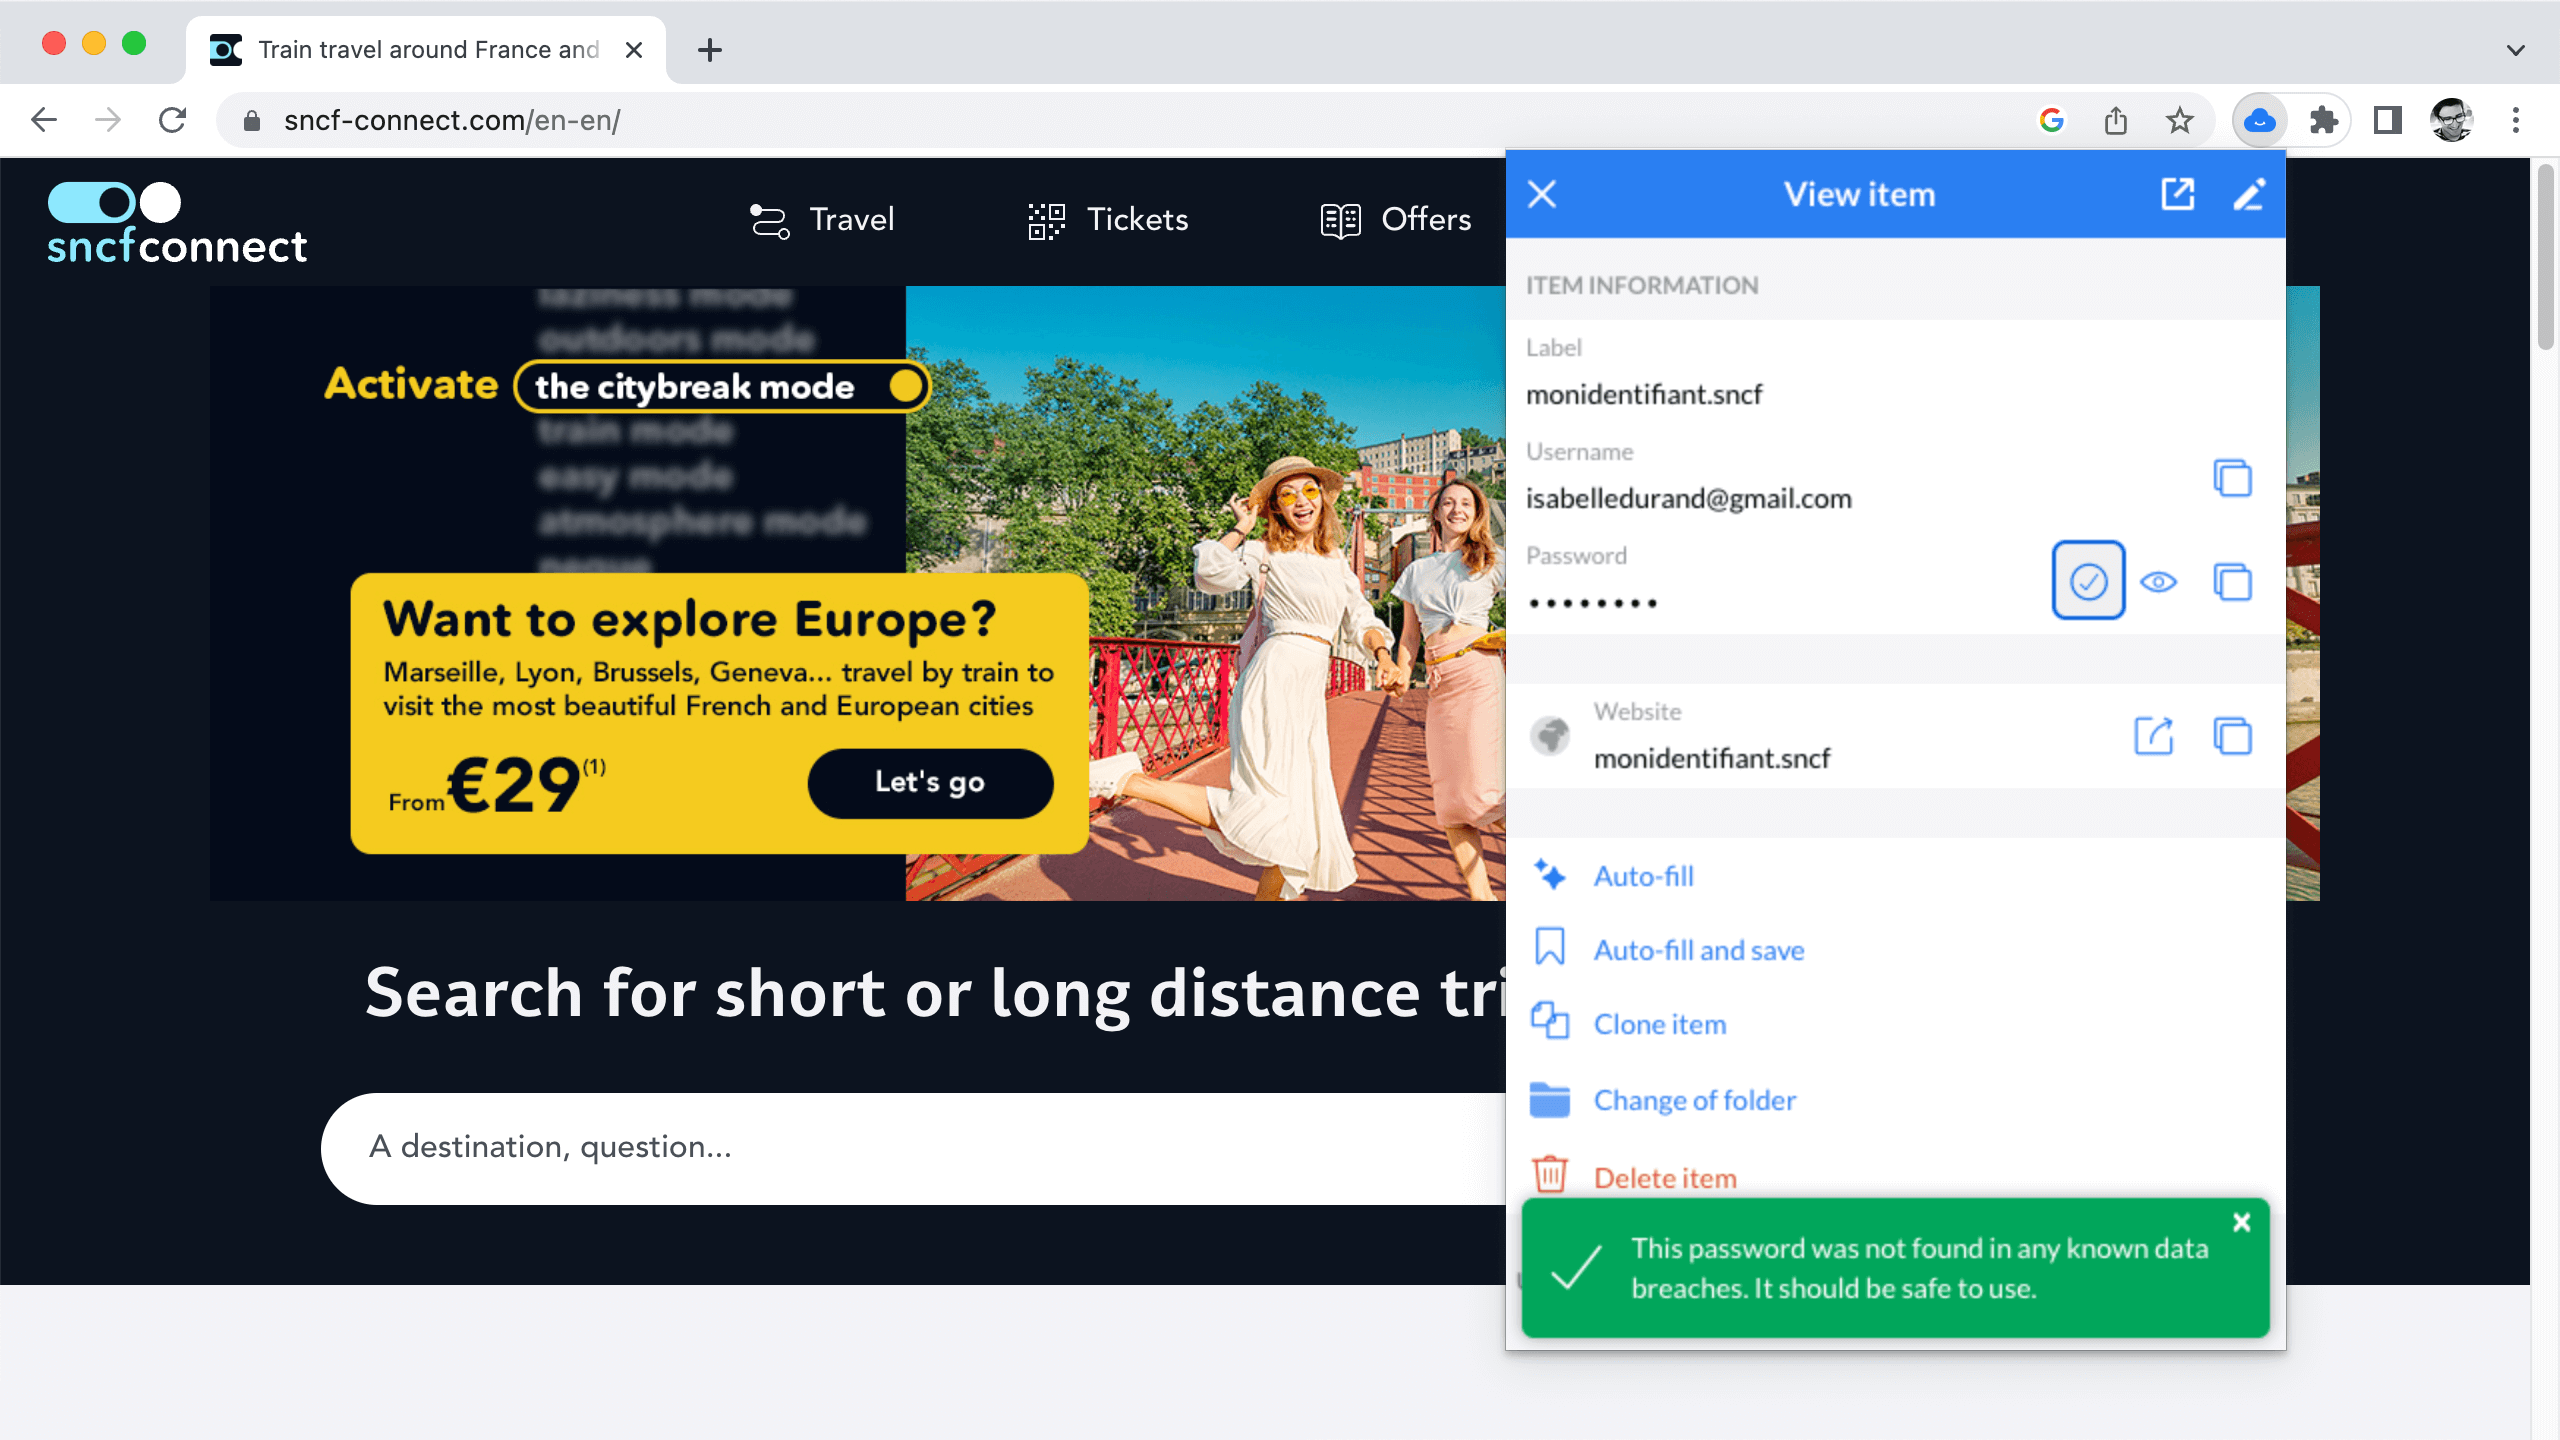 Train travel around France and
sncf-connect.com/en-en/
sncfconnect
Travel
Tickets
Offers
laziness mode
outdoors mode
Activate the citybreak mode
train mode
easy mode
atmosphere mode
Want to explore Europe?
Marseille, Lyon, Brussels, Geneva... travel by train to
visit the most beautiful French and European cities
From €29(1)
Let's go
Search for short or long distance tri
A destination, question...
View item
ITEM INFORMATION
Label
monidentifiant.sncf
Username
isabelledurand@gmail.com
Password
••••••••
Website
monidentifiant.sncf
Auto-fill
Auto-fill and save
Clone item
Change of folder
Delete item
This password was not found in any known data
breaches. It should be safe to use.